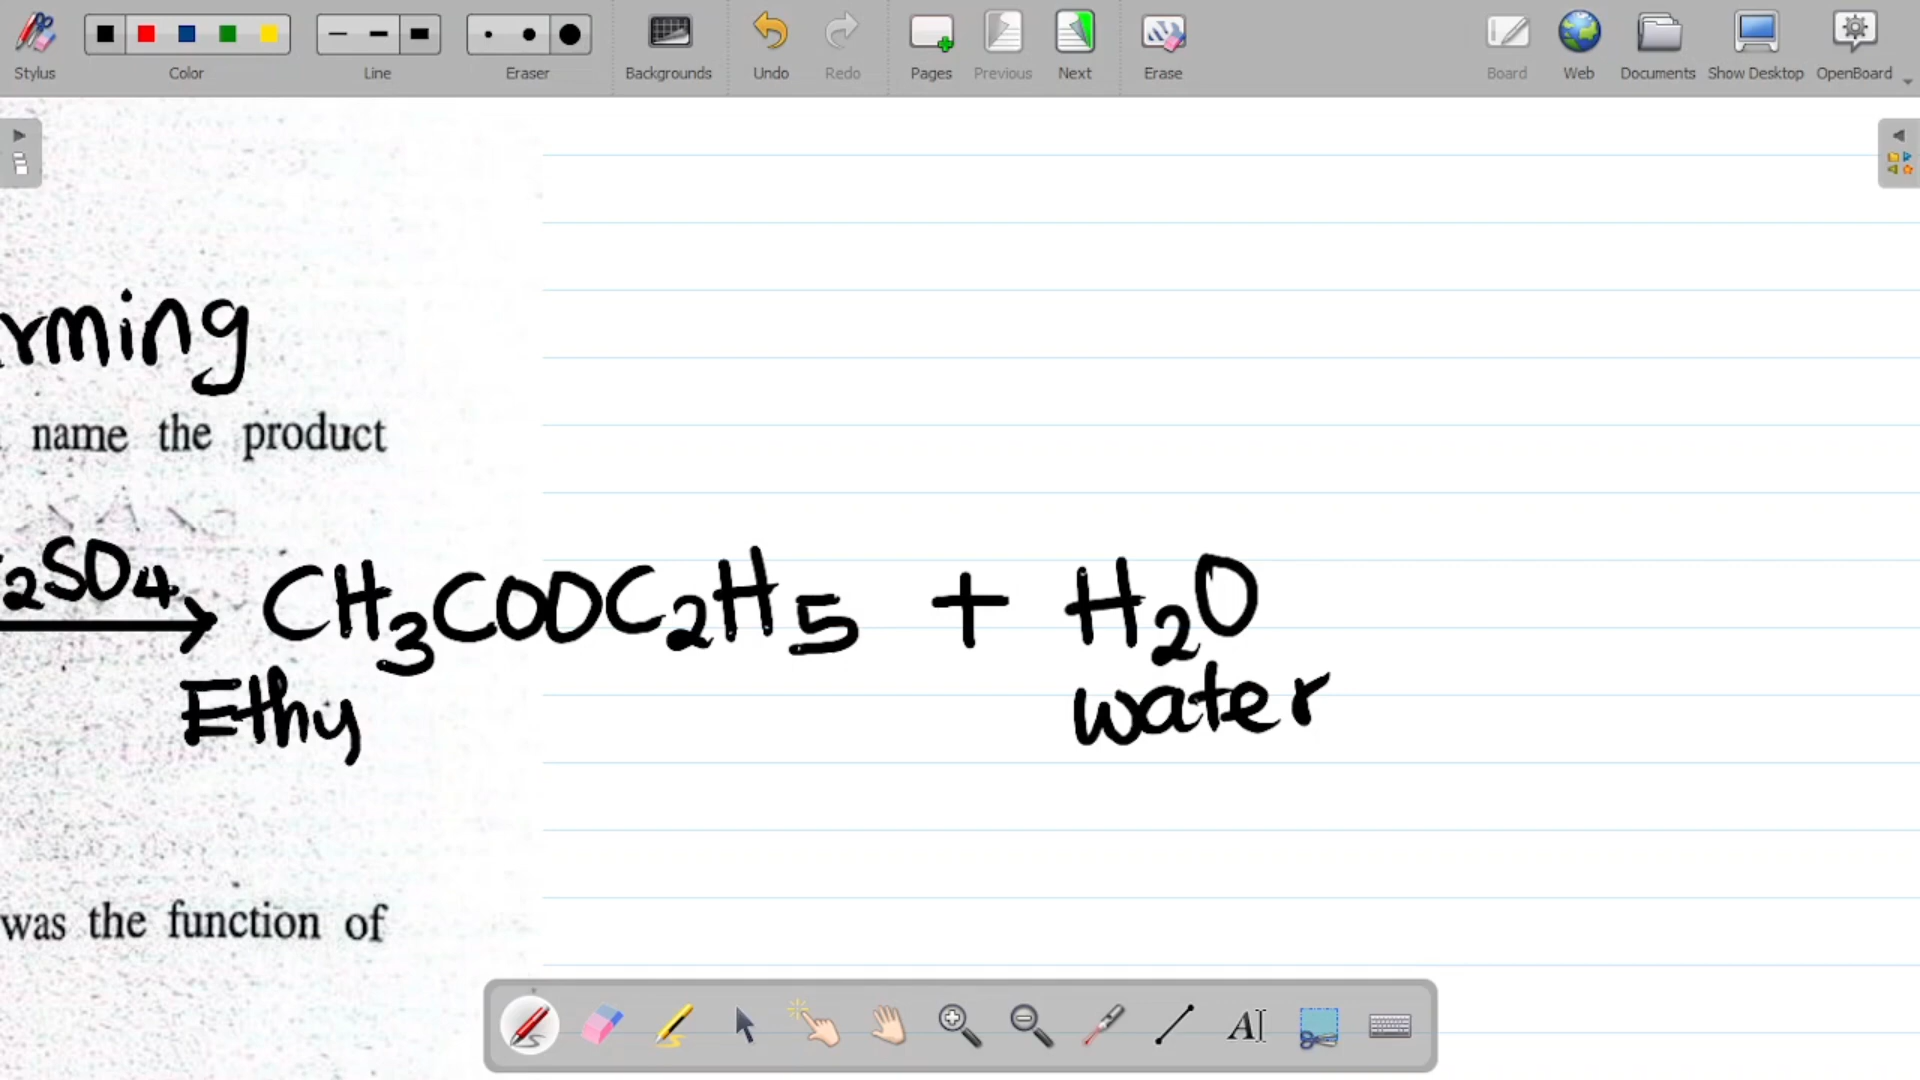 Stylus Color Line Eraser Backgrounds Undo Redo Pages Previous Next Erase Board Web Documents Show Desktop OpenBoard
rming
name the product
2SO4 CH3COOC2H5 + H2O
Ethy water
was the function of